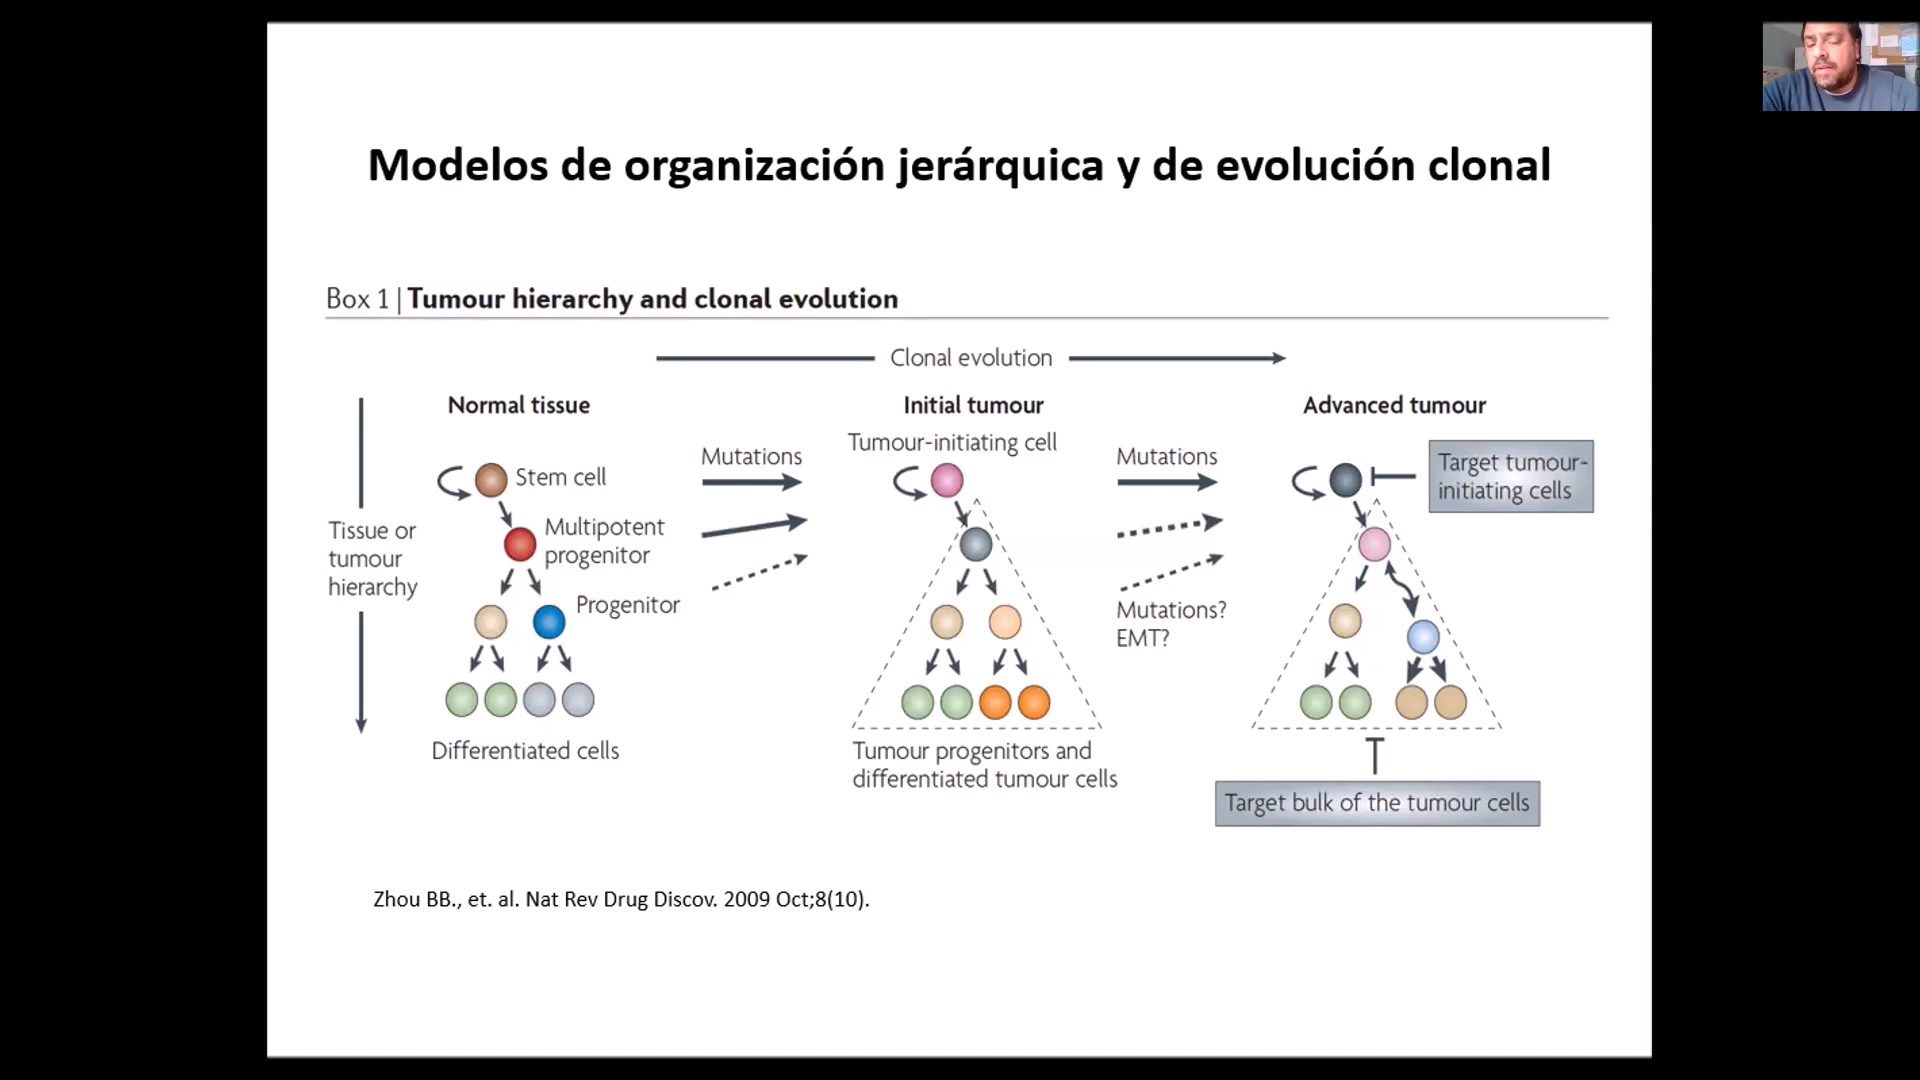 Modelos de organización jerárquica y de evolución clonal
Box 1 | Tumour hierarchy and clonal evolution
Clonal evolution
Normal tissue
Initial tumour
Advanced tumour
Tissue or
tumour
hierarchy
Stem cell
Multipotent
progenitor
Progenitor
Differentiated cells
Mutations
Tumour-initiating cell
Tumour progenitors and
differentiated tumour cells
Mutations
Mutations?
EMT?
Target tumour-
initiating cells
Target bulk of the tumour cells
Zhou BB., et. al. Nat Rev Drug Discov. 2009 Oct;8(10).